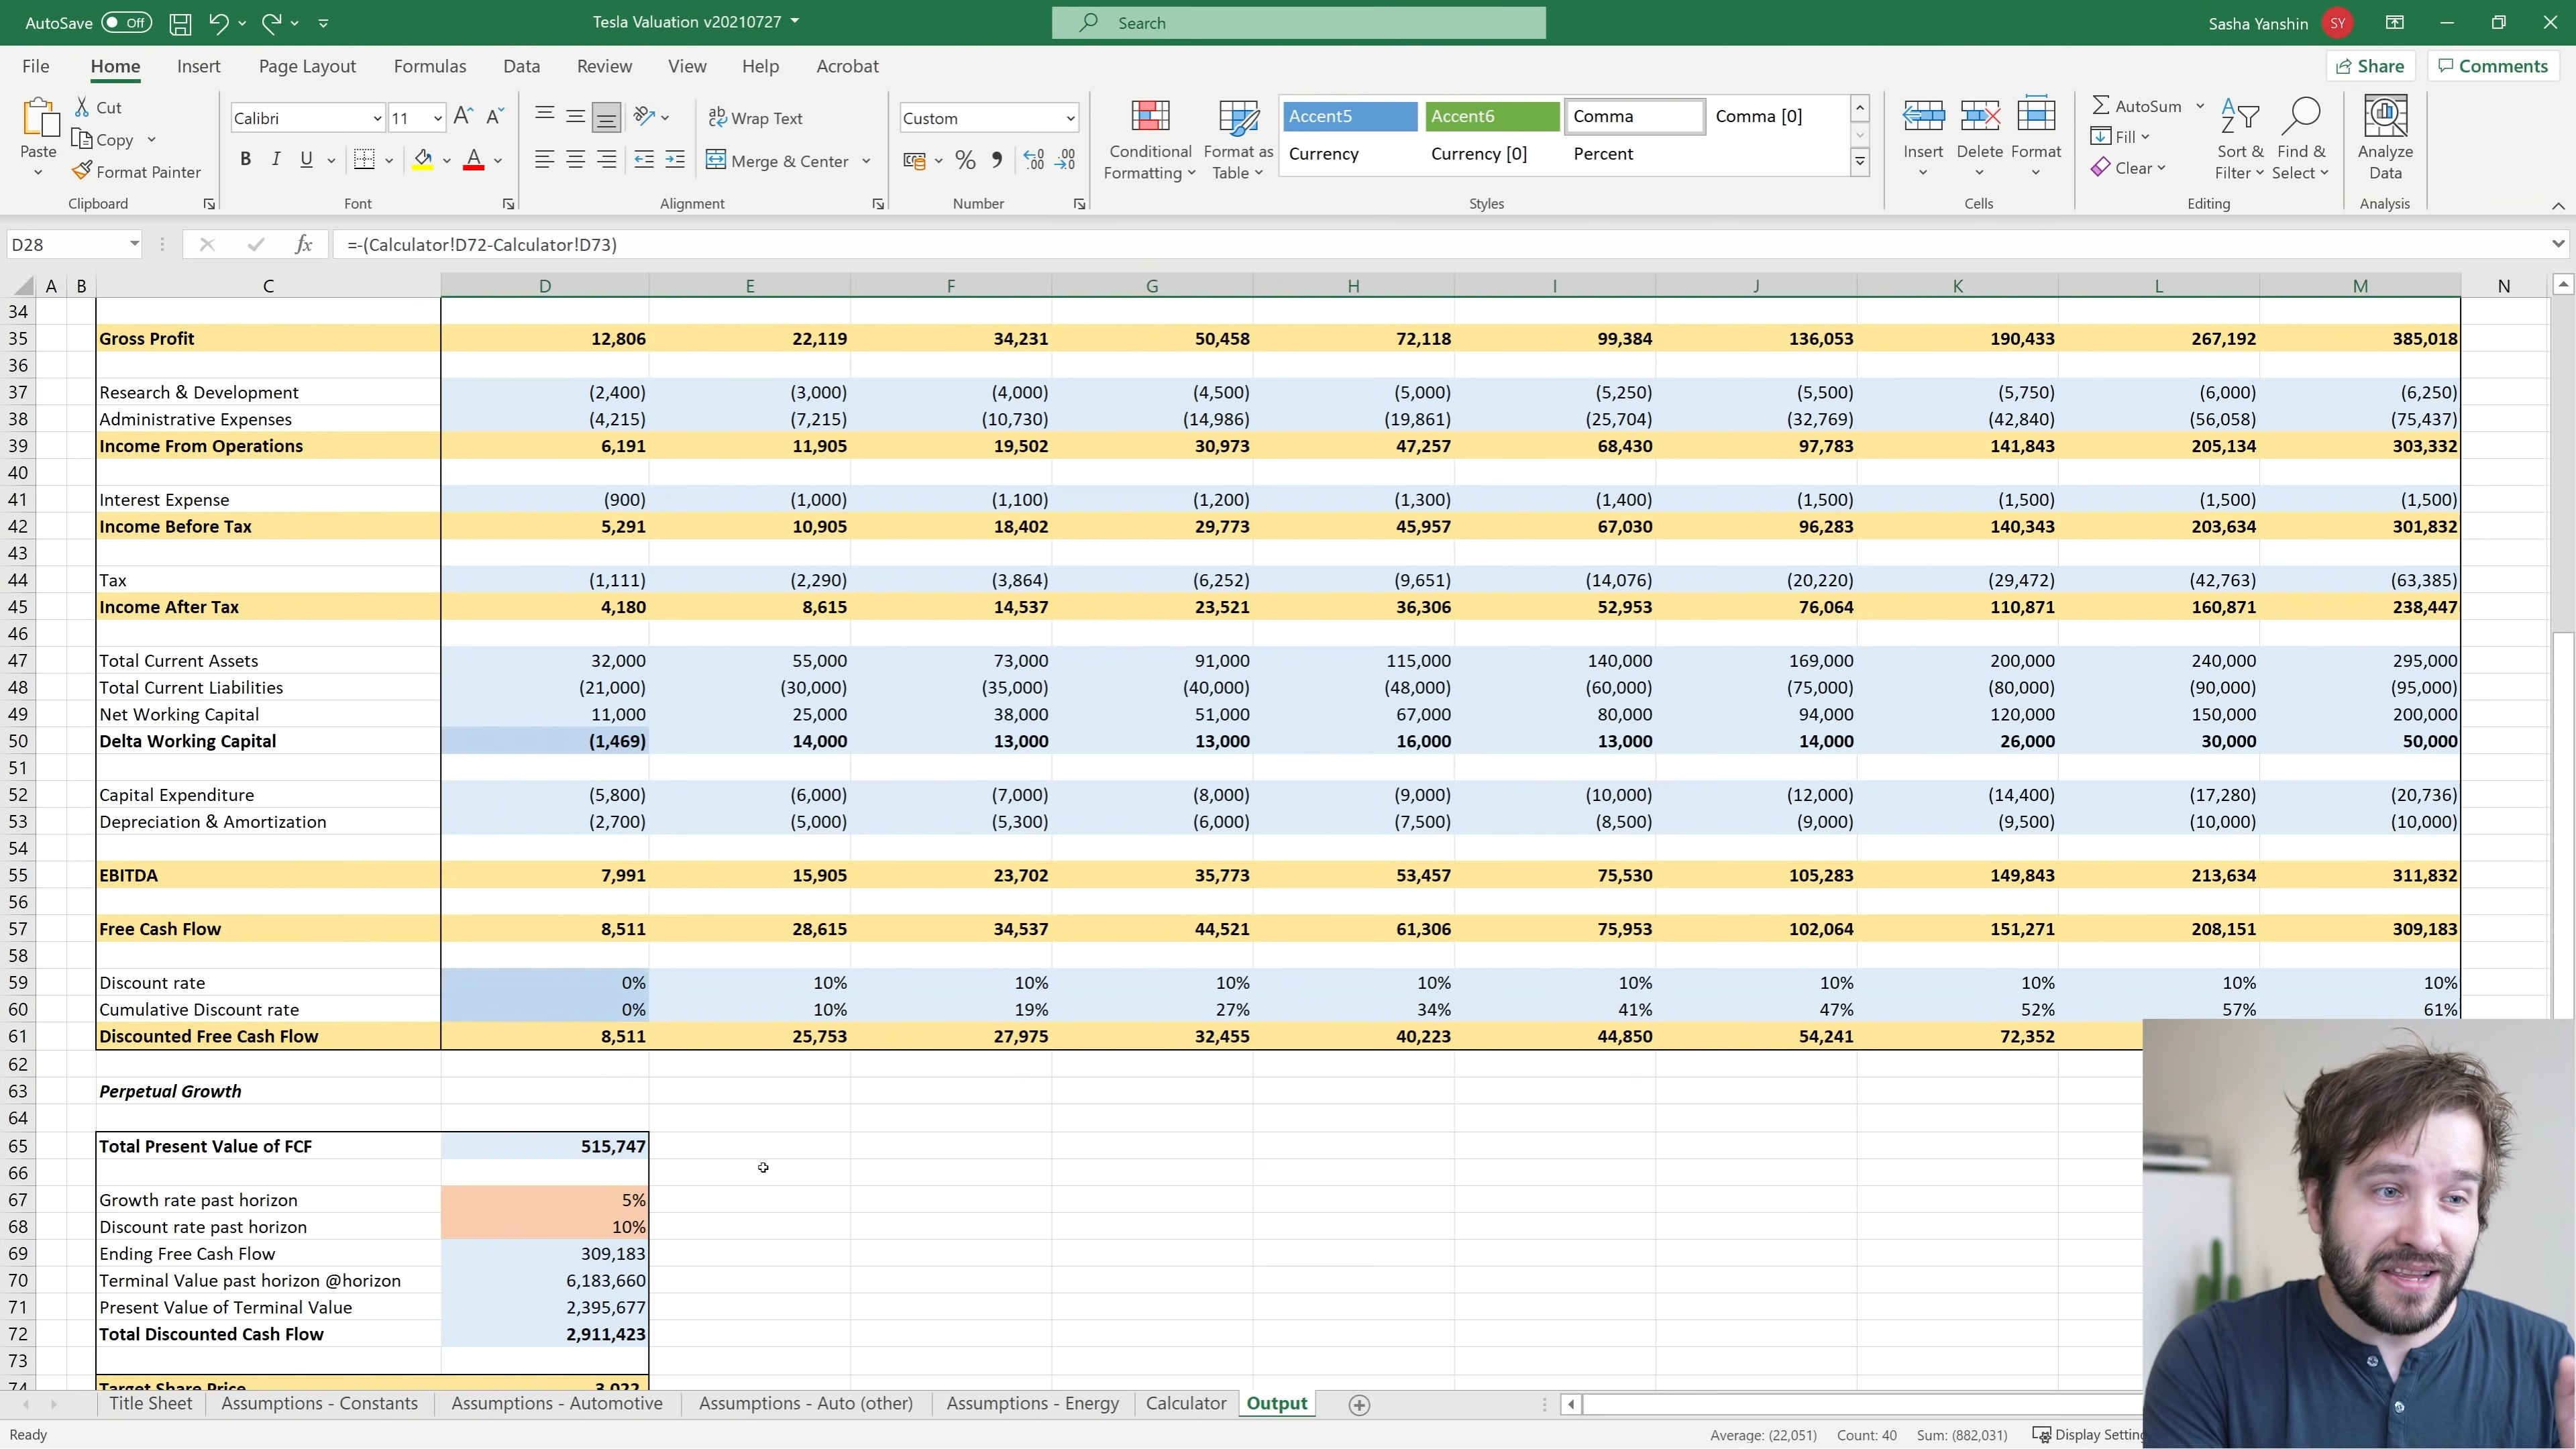 AutoSave Off Tesla Valuation v20210727 Search Sasha Yanshin SY
File Home Insert Page Layout Formulas Data Review View Help Acrobat Share Comments
Paste Cut Copy Format Painter Clipboard
Calibri 11 B I U A Font
Wrap Text Merge & Center Alignment
Custom % Number
Conditional Formatting Format as Table
Accent5 Accent6 Comma Comma [0]
Currency Currency [0] Percent
Styles
Insert Delete Format Cells
AutoSum Fill Clear Sort & Filter Find & Select Editing
Analyze Data Analysis
D28 fx =-(Calculator!D72-Calculator!D73)
A B C D E F G H I J K L M N
34
35 Gross Profit 12,806 22,119 34,231 50,458 72,118 99,384 136,053 190,433 267,192 385,018
36
37 Research & Development (2,400) (3,000) (4,000) (4,500) (5,000) (5,250) (5,500) (5,750) (6,000) (6,250)
38 Administrative Expenses (4,215) (7,215) (10,730) (14,986) (19,861) (25,704) (32,769) (42,840) (56,058) (75,437)
39 Income From Operations 6,191 11,905 19,502 30,973 47,257 68,430 97,783 141,843 205,134 303,332
40
41 Interest Expense (900) (1,000) (1,100) (1,200) (1,300) (1,400) (1,500) (1,500) (1,500) (1,500)
42 Income Before Tax 5,291 10,905 18,402 29,773 45,957 67,030 96,283 140,343 203,634 301,832
43
44 Tax (1,111) (2,290) (3,864) (6,252) (9,651) (14,076) (20,220) (29,472) (42,763) (63,385)
45 Income After Tax 4,180 8,615 14,537 23,521 36,306 52,953 76,064 110,871 160,871 238,447
46
47 Total Current Assets 32,000 55,000 73,000 91,000 115,000 140,000 169,000 200,000 240,000 295,000
48 Total Current Liabilities (21,000) (30,000) (35,000) (40,000) (48,000) (60,000) (75,000) (80,000) (90,000) (95,000)
49 Net Working Capital 11,000 25,000 38,000 51,000 67,000 80,000 94,000 120,000 150,000 200,000
50 Delta Working Capital (1,469) 14,000 13,000 13,000 16,000 13,000 14,000 26,000 30,000 50,000
51
52 Capital Expenditure (5,800) (6,000) (7,000) (8,000) (9,000) (10,000) (12,000) (14,400) (17,280) (20,736)
53 Depreciation & Amortization (2,700) (5,000) (5,300) (6,000) (7,500) (8,500) (9,000) (9,500) (10,000) (10,000)
54
55 EBITDA 7,991 15,905 23,702 35,773 53,457 75,530 105,283 149,843 213,634 311,832
56
57 Free Cash Flow 8,511 28,615 34,537 44,521 61,306 75,953 102,064 151,271 208,151 309,183
58
59 Discount rate 0% 10% 10% 10% 10% 10% 10% 10% 10% 10%
60 Cumulative Discount rate 0% 10% 19% 27% 34% 41% 47% 52% 57% 61%
61 Discounted Free Cash Flow 8,511 25,753 27,975 32,455 40,223 44,850 54,241 72,352
62
63 Perpetual Growth
64
65 Total Present Value of FCF 515,747
66
67 Growth rate past horizon 5%
68 Discount rate past horizon 10%
69 Ending Free Cash Flow 309,183
70 Terminal Value past horizon @horizon 6,183,660
71 Present Value of Terminal Value 2,395,677
72 Total Discounted Cash Flow 2,911,423
73
74 Target Share Price 3,022
Title Sheet Assumptions - Constants Assumptions - Automotive Assumptions - Auto (other) Assumptions - Energy Calculator Output
Ready Average: (22,051) Count: 40 Sum: (882,031) Display